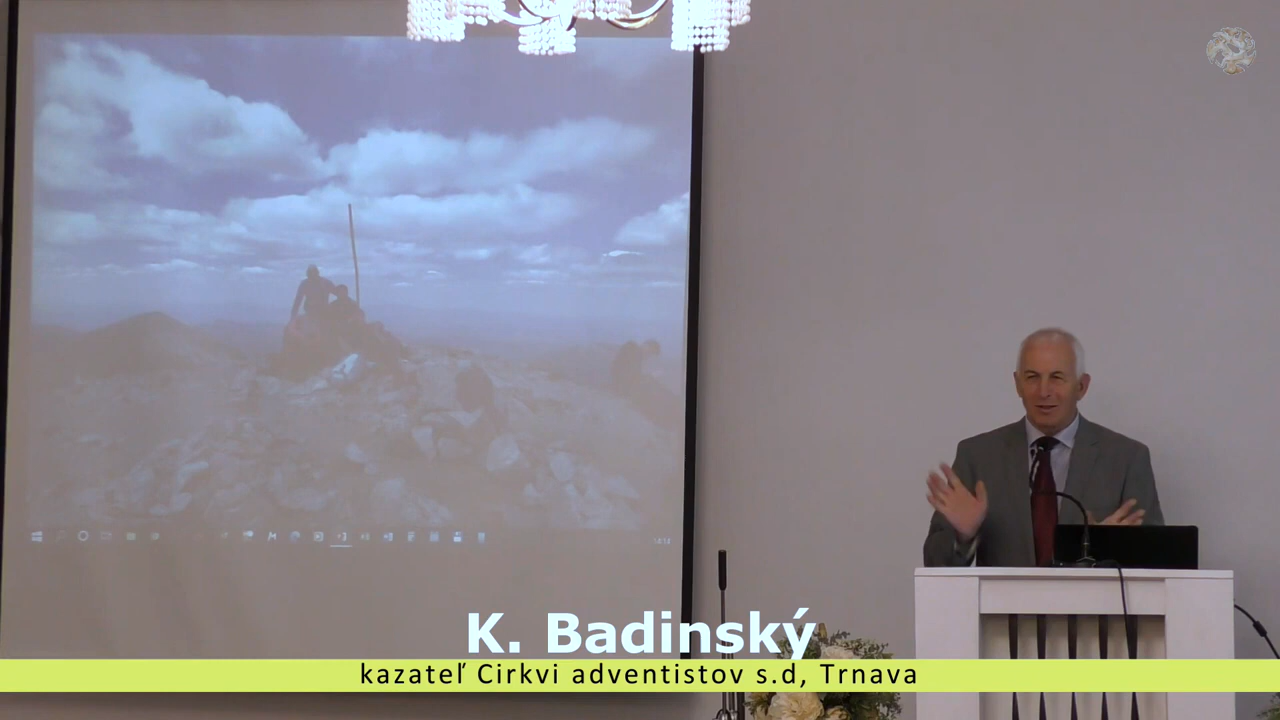 K. Badinský
kazateľ Cirkvi adventistov s.d, Trnava